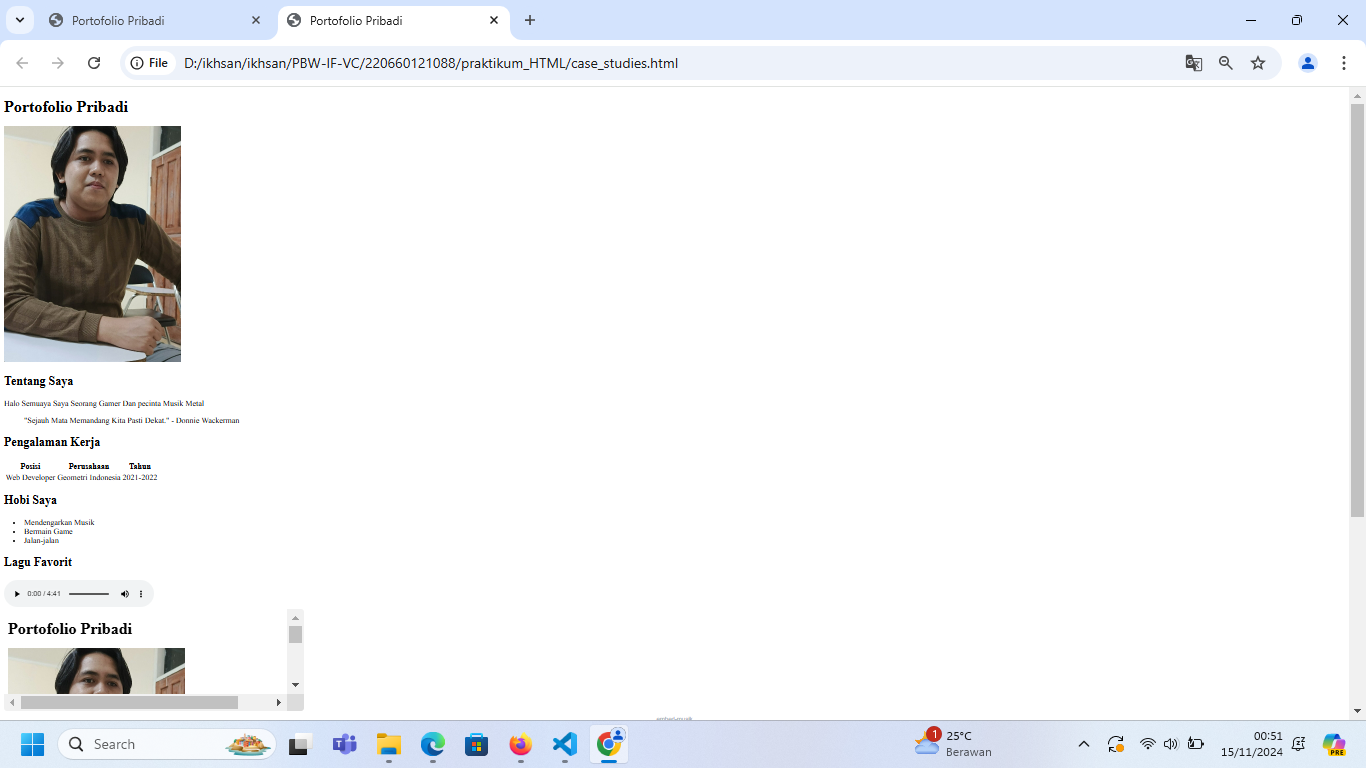 Portofolio Pribadi
Portofolio Pribadi
File
D:/ikhsan/ikhsan/PBW-IF-VC/220660121088/praktikum_HTML/case_studies.html
Portofolio Pribadi
Tentang Saya
Halo Semuaya Saya Seorang Gamer Dan pecinta Musik Metal
"Sejauh Mata Memandang Kita Pasti Dekat." - Donnie Wackerman
Pengalaman Kerja
Posisi Perusahaan Tahun
Web Developer Geometri Indonesia 2021-2022
Hobi Saya
• Mendengarkan Musik
• Bermain Game
• Jalan-jalan
Lagu Favorit
0:00 / 4:41
Portofolio Pribadi
Search
1
25°C
Berawan
00:51
15/11/2024
PRE